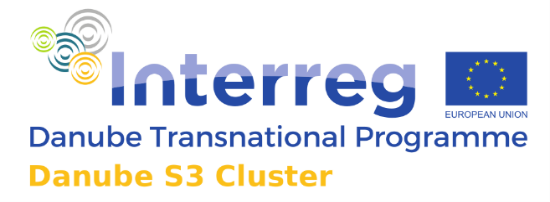 Interreg
EUROPEAN UNION
Danube Transnational Programme
Danube S3 Cluster